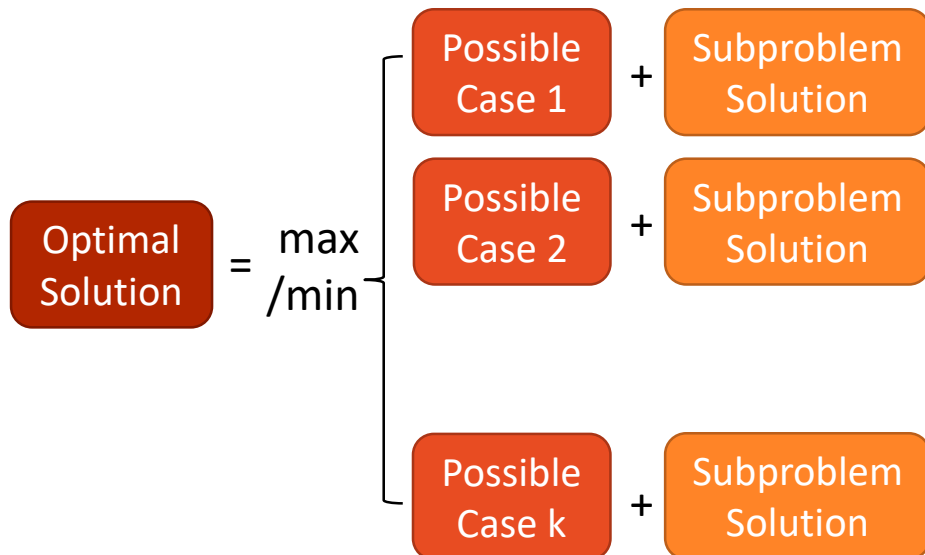 Possible
Case 1
+
Subproblem
Solution
Possible
Case 2
+
Subproblem
Solution
Optimal
Solution
=
max
/min
Possible
Case k
+
Subproblem
Solution